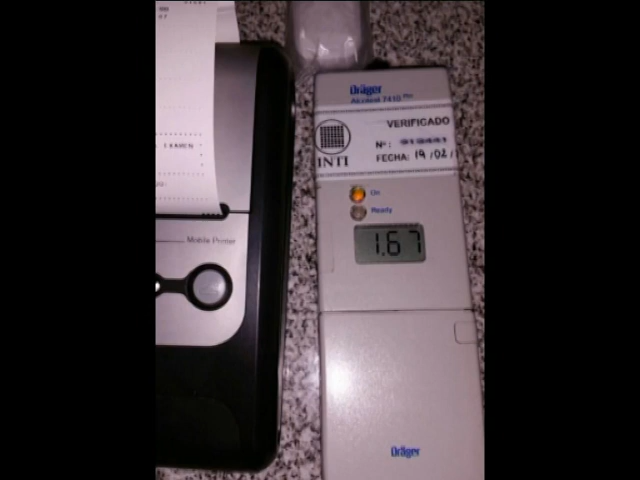 Dräger
Alcotest 7410 Plus
VERIFICADO
Nº:
INTI
FECHA: 19/02/
On
Ready
1.67
Mobile Printer
Dräger